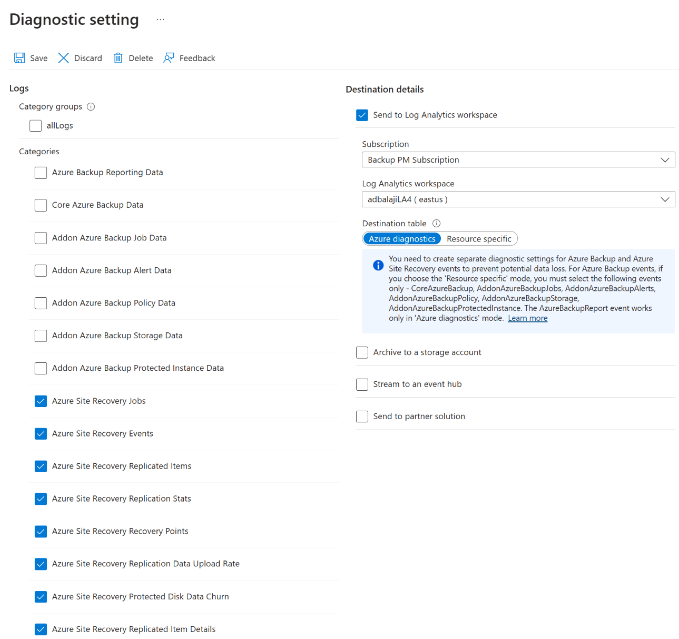 Diagnostic setting ...
Save Discard Delete Feedback
Logs
Category groups
allLogs
Categories
Azure Backup Reporting Data
Core Azure Backup Data
Addon Azure Backup Job Data
Addon Azure Backup Alert Data
Addon Azure Backup Policy Data
Addon Azure Backup Storage Data
Addon Azure Backup Protected Instance Data
Azure Site Recovery Jobs
Azure Site Recovery Events
Azure Site Recovery Replicated Items
Azure Site Recovery Replication Stats
Azure Site Recovery Recovery Points
Azure Site Recovery Replication Data Upload Rate
Azure Site Recovery Protected Disk Data Churn
Azure Site Recovery Replicated Item Details
Destination details
Send to Log Analytics workspace
Subscription
Backup PM Subscription
Log Analytics workspace
adbalajiLA4 ( eastus )
Destination table
Azure diagnostics Resource specific
You need to create separate diagnostic settings for Azure Backup and Azure
Site Recovery events to prevent potential data loss. For Azure Backup events, if
you choose the 'Resource specific' mode, you must select the following events
only - CoreAzureBackup, AddonAzureBackupJobs, AddonAzureBackupAlerts,
AddonAzureBackupPolicy, AddonAzureBackupStorage,
AddonAzureBackupProtectedInstance. The AzureBackupReport event works
only in 'Azure diagnostics' mode. Learn more
Archive to a storage account
Stream to an event hub
Send to partner solution